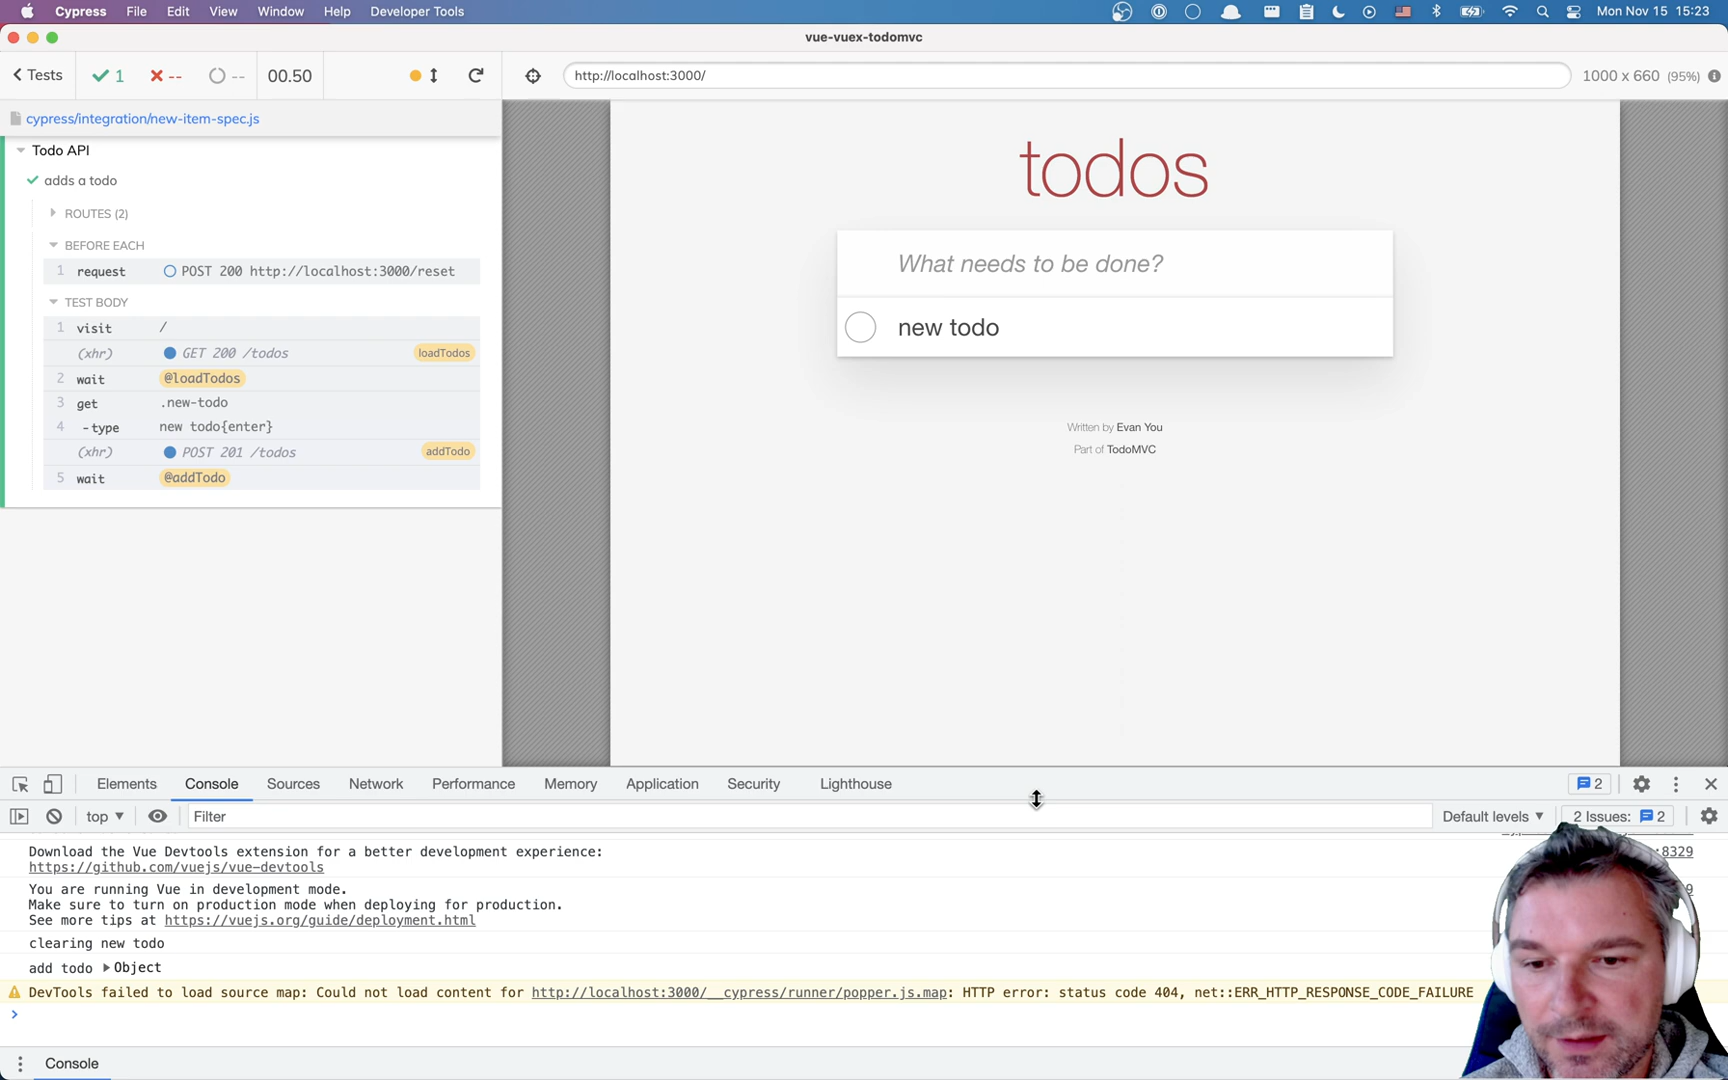 Cypress File Edit View Window Help Developer Tools Mon Nov 15 15:23
vue-vuex-todomvc
Tests 1 -- -- 00.50 http://localhost:3000/ 1000 x 660 (95%)
cypress/integration/new-item-spec.js
Todo API
adds a todo
ROUTES (2)
BEFORE EACH
1 request POST 200 http://localhost:3000/reset
TEST BODY
1 visit /
(xhr) GET 200 /todos loadTodos
2 wait @loadTodos
3 get .new-todo
4 -type new todo{enter}
(xhr) POST 201 /todos addTodo
5 wait @addTodo
todos
What needs to be done?
new todo
Written by Evan You
Part of TodoMVC
Elements Console Sources Network Performance Memory Application Security Lighthouse 2
top Filter Default levels 2 Issues: 2
Download the Vue Devtools extension for a better development experience: :8329
https://github.com/vuejs/vue-devtools
You are running Vue in development mode.
Make sure to turn on production mode when deploying for production.
See more tips at https://vuejs.org/guide/deployment.html
clearing new todo
add todo Object
DevTools failed to load source map: Could not load content for http://localhost:3000/__cypress/runner/popper.js.map: HTTP error: status code 404, net::ERR_HTTP_RESPONSE_CODE_FAILURE
Console